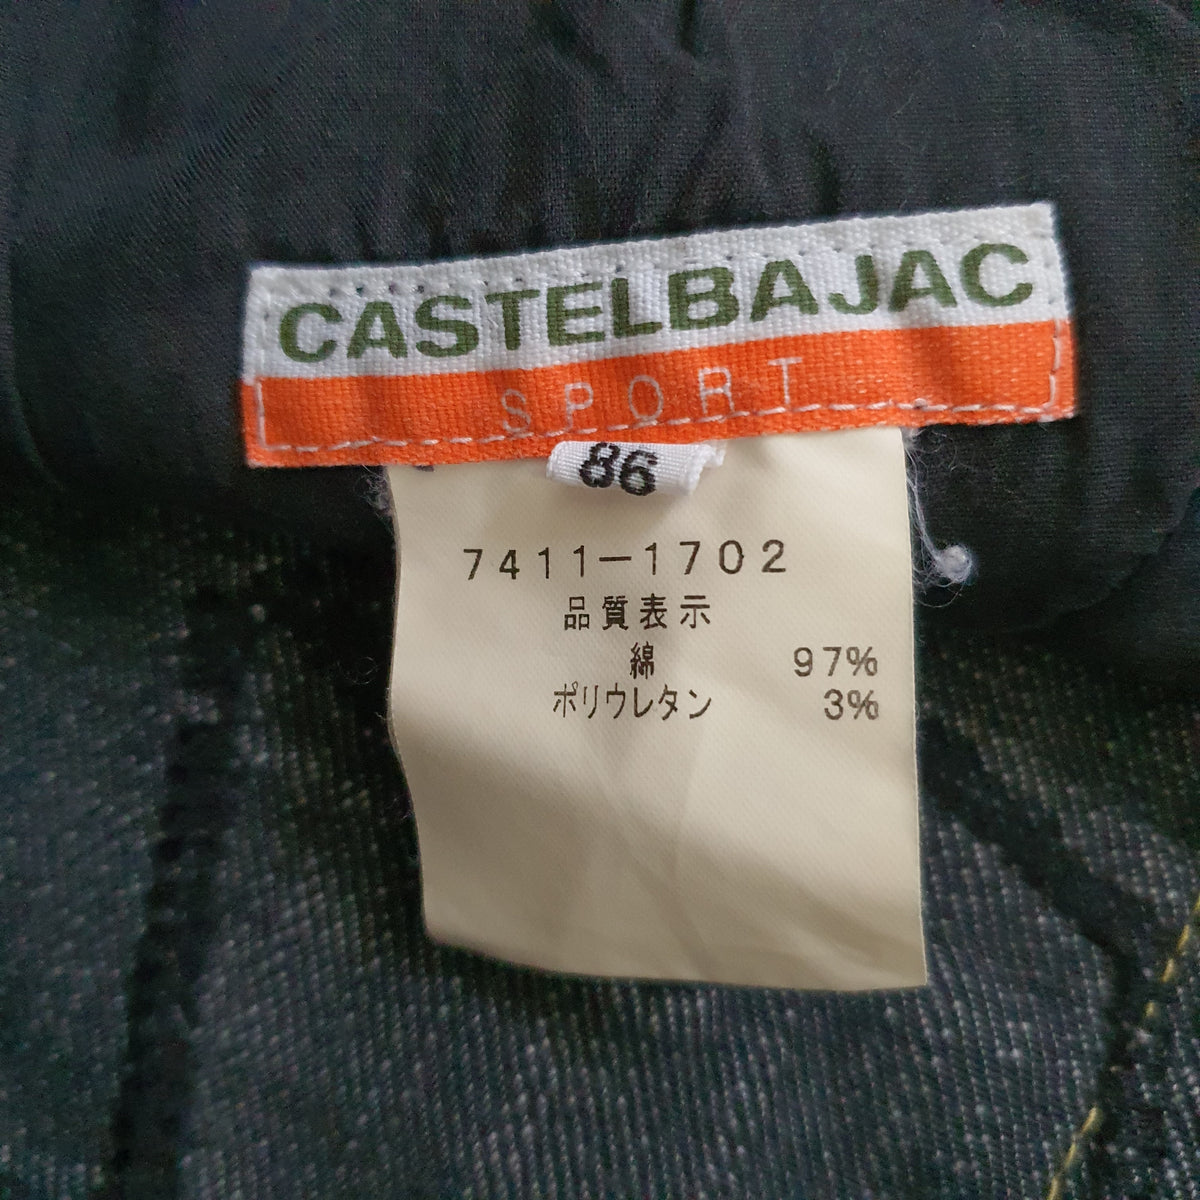 CASTELBAJAC
SPORT
86
7411-1702
品質表示
綿 97%
ポリウレタン 3%